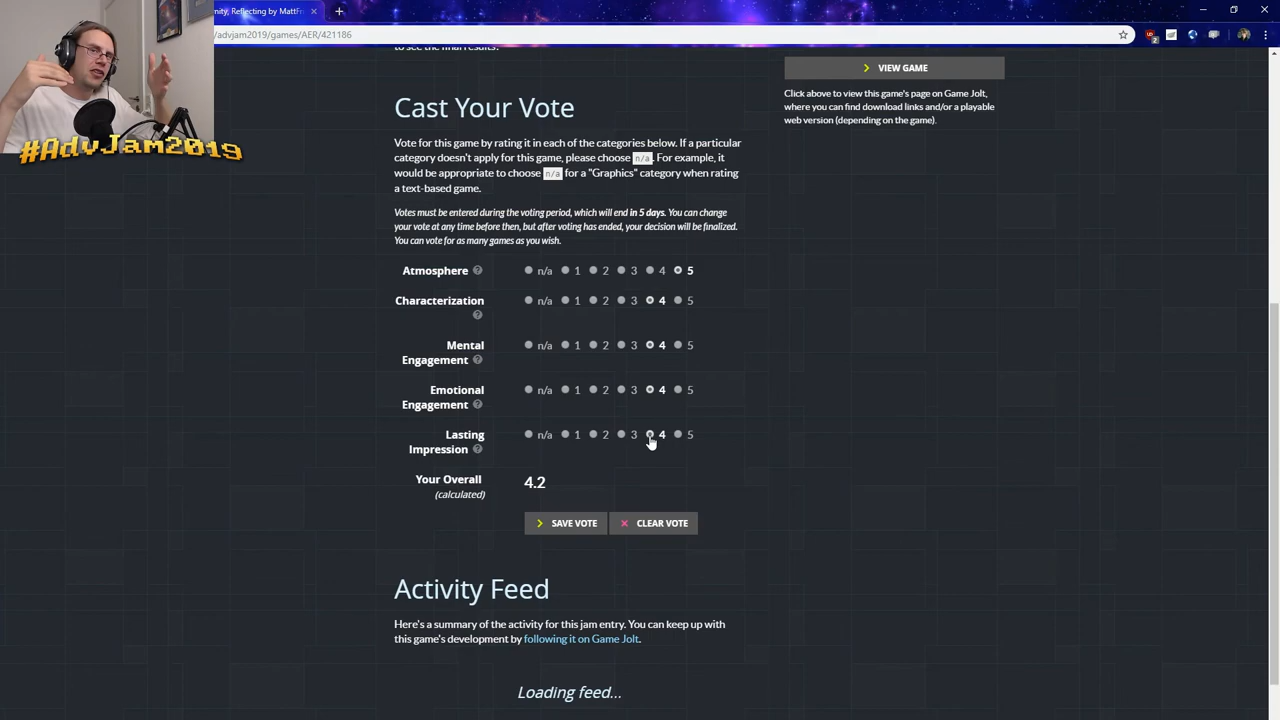 nity, Reflecting by MattFr
/advjam2019/games/AER/421186
to see the final results.
VIEW GAME
Click above to view this game's page on Game Jolt,
where you can find download links and/or a playable
web version (depending on the game).
Cast Your Vote
Vote for this game by rating it in each of the categories below. If a particular
category doesn't apply for this game, please choose n/a. For example, it
would be appropriate to choose n/a for a "Graphics" category when rating
a text-based game.
Votes must be entered during the voting period, which will end in 5 days. You can change
your vote at any time before then, but after voting has ended, your decision will be finalized.
You can vote for as many games as you wish.
Atmosphere ? n/a 1 2 3 4 5
Characterization n/a 1 2 3 4 5
?
Mental n/a 1 2 3 4 5
Engagement ?
Emotional n/a 1 2 3 4 5
Engagement ?
Lasting n/a 1 2 3 4 5
Impression ?
Your Overall 4.2
(calculated)
SAVE VOTE CLEAR VOTE
Activity Feed
Here's a summary of the activity for this jam entry. You can keep up with
this game's development by following it on Game Jolt.
Loading feed...
#AdvJam2019